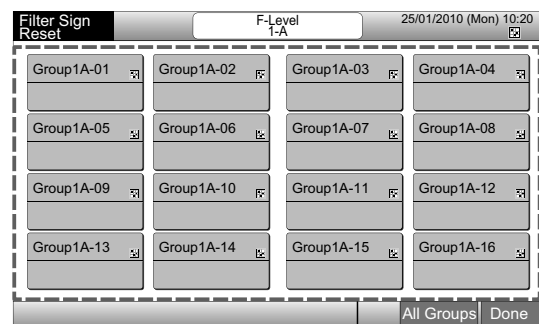 Filter Sign
Reset
F-Level
1-A
25/01/2010 (Mon) 10:20
Group1A-01
Group1A-02
Group1A-03
Group1A-04
Group1A-05
Group1A-06
Group1A-07
Group1A-08
Group1A-09
Group1A-10
Group1A-11
Group1A-12
Group1A-13
Group1A-14
Group1A-15
Group1A-16
All Groups
Done